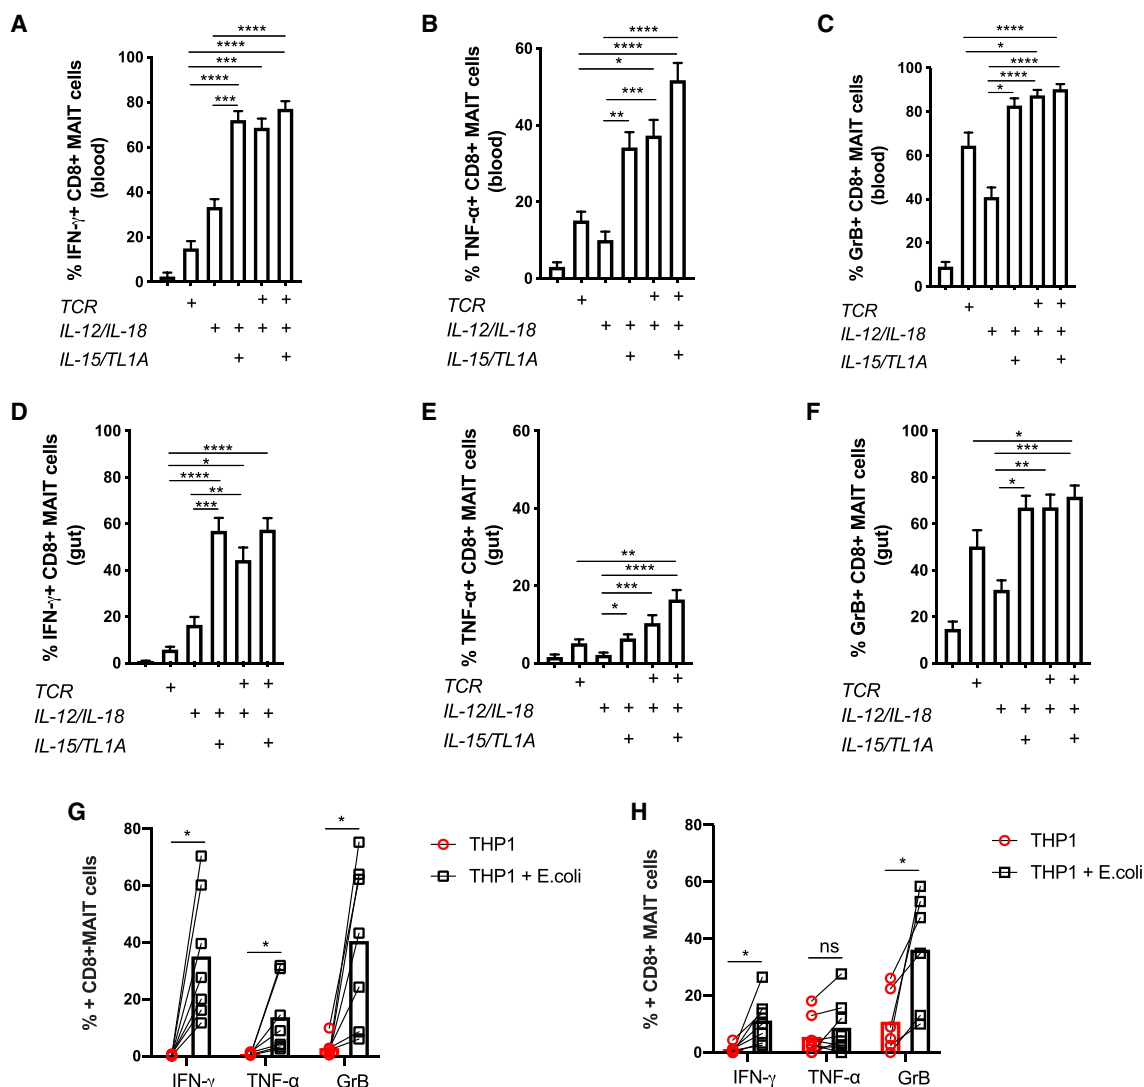 A
% IFN-γ+ CD8+ MAIT cells
(blood)
100
80
60
40
20
0
****
****
***
****
***
TCR + + +
IL-12/IL-18 + + + +
IL-15/TL1A + +
B
% TNF-α+ CD8+ MAIT cells
(blood)
60
40
20
0
****
****
*
***
**
TCR + + +
IL-12/IL-18 + + + +
IL-15/TL1A + +
C
% GrB+ CD8+ MAIT cells
(blood)
100
80
60
40
20
0
****
*
****
****
*
TCR + + +
IL-12/IL-18 + + + +
IL-15/TL1A + +
D
% IFN-γ+ CD8+ MAIT cells
(gut)
100
80
60
40
20
0
****
*
****
**
***
TCR + + +
IL-12/IL-18 + + + +
IL-15/TL1A + +
E
% TNF-α+ CD8+ MAIT cells
(gut)
60
40
20
0
**
****
***
*
TCR + + +
IL-12/IL-18 + + + +
IL-15/TL1A + +
F
% GrB+ CD8+ MAIT cells
(gut)
100
80
60
40
20
0
*
***
**
*
TCR + + +
IL-12/IL-18 + + + +
IL-15/TL1A + +
G
% + CD8+MAIT cells
80
60
40
20
0
* * *
IFN-γ TNF-α GrB
THP1
THP1 + E.coli
H
% + CD8+ MAIT cells
80
60
40
20
0
* ns *
IFN-γ TNF-α GrB
THP1
THP1 + E.coli